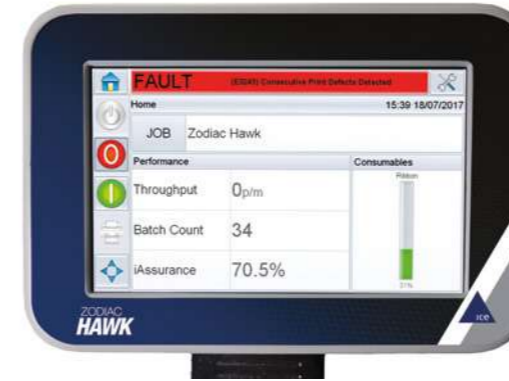 FAULT
(E3245) Consecutive Print Defects Detected
Home
15:39 18/07/2017
JOB
Zodiac Hawk
Performance
Consumables
Throughput
0p/m
Ribbon
Batch Count
34
iAssurance
70.5%
ZODIAC
HAWK
ICE